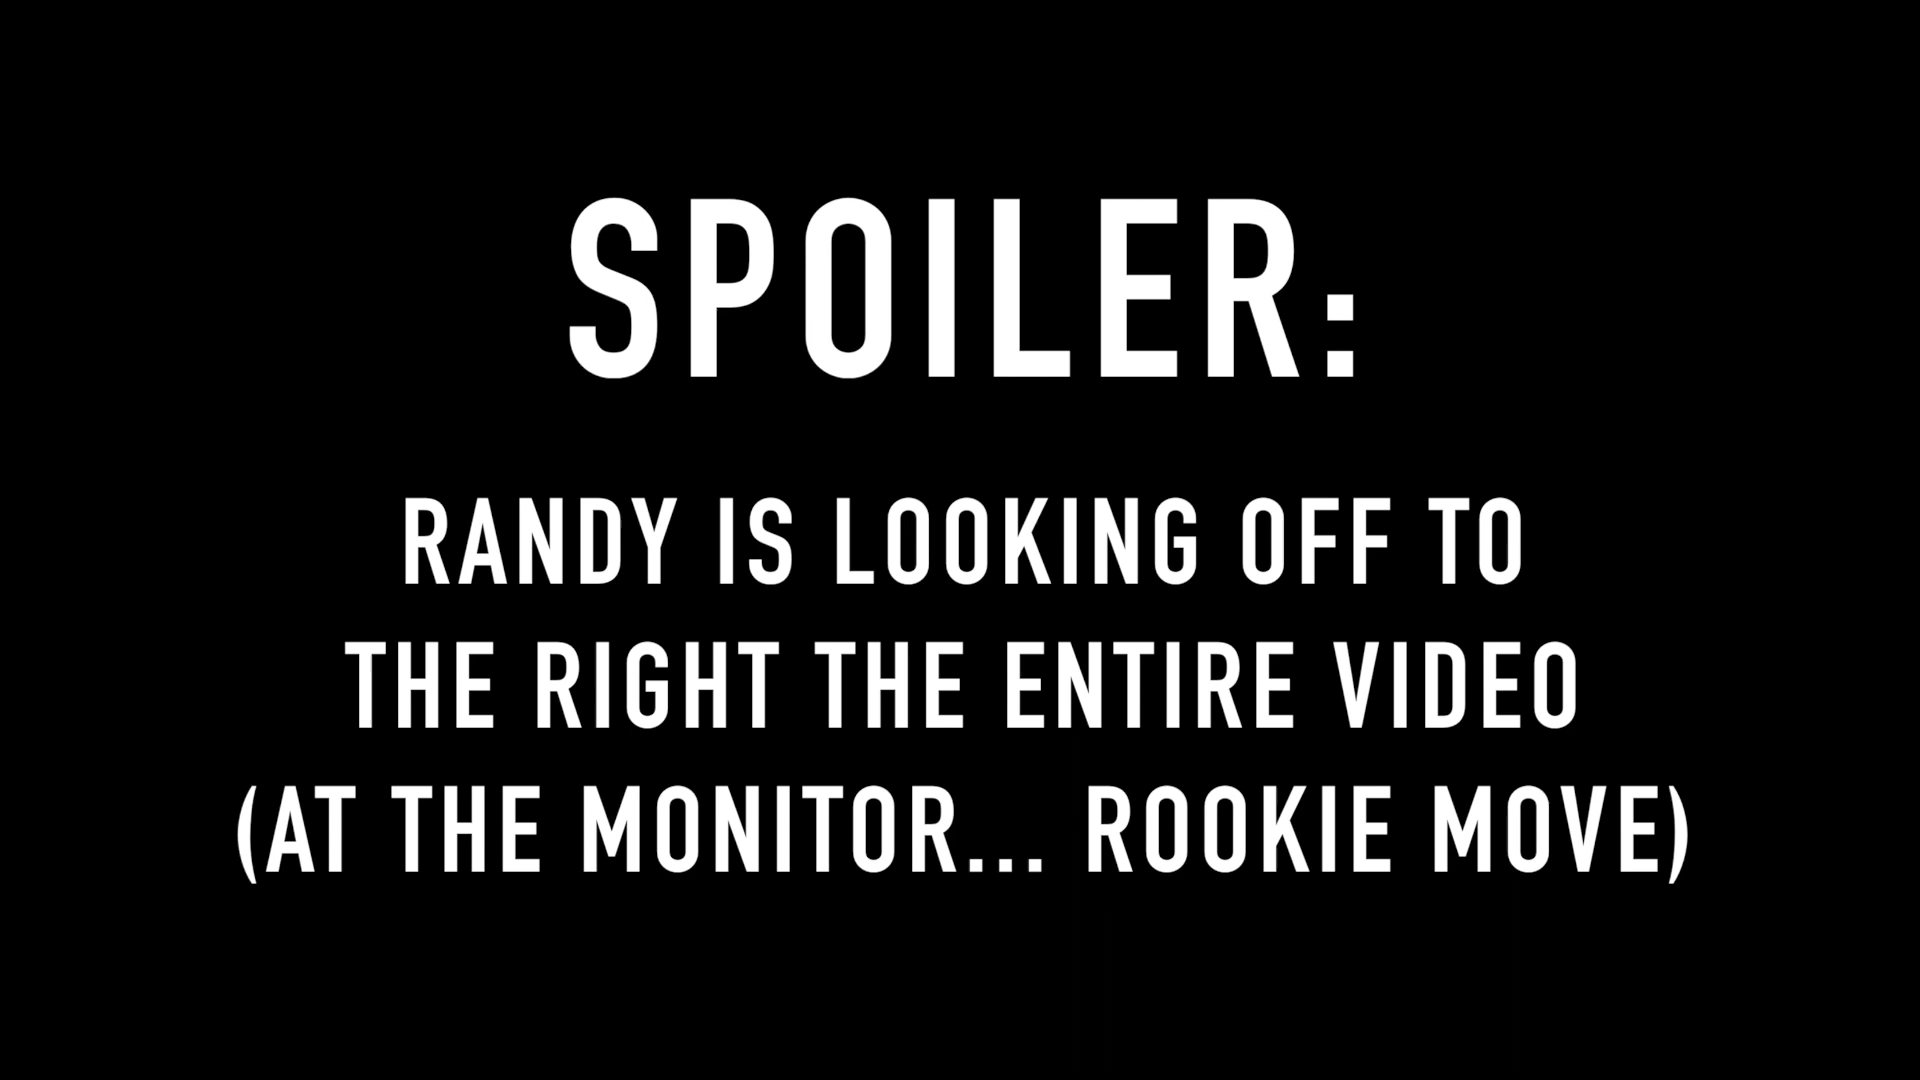 SPOILER:
RANDY IS LOOKING OFF TO
THE RIGHT THE ENTIRE VIDEO
(AT THE MONITOR... ROOKIE MOVE)